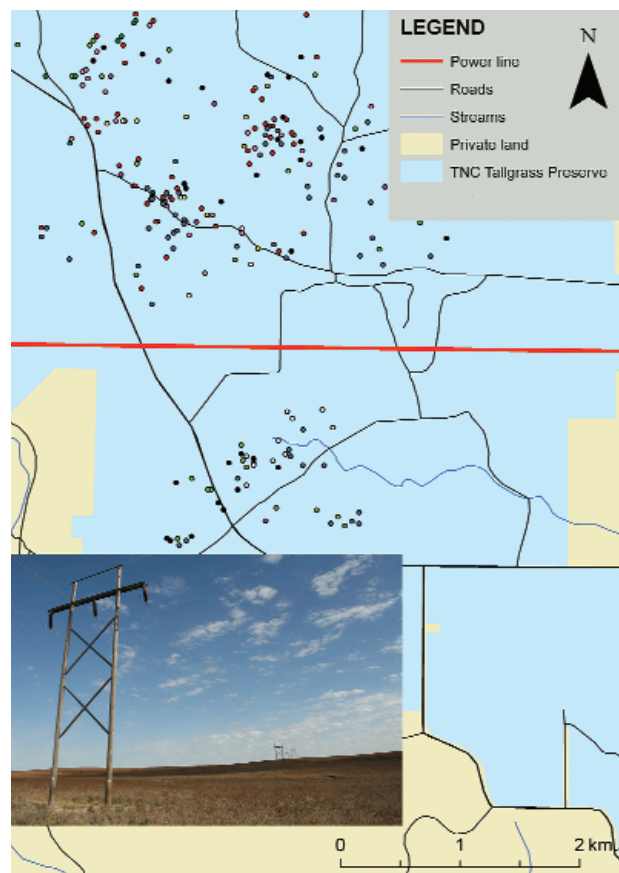 LEGEND
N
Power line
Roads
Streams
Private land
TNC Tallgrass Preserve
0 1 2 km